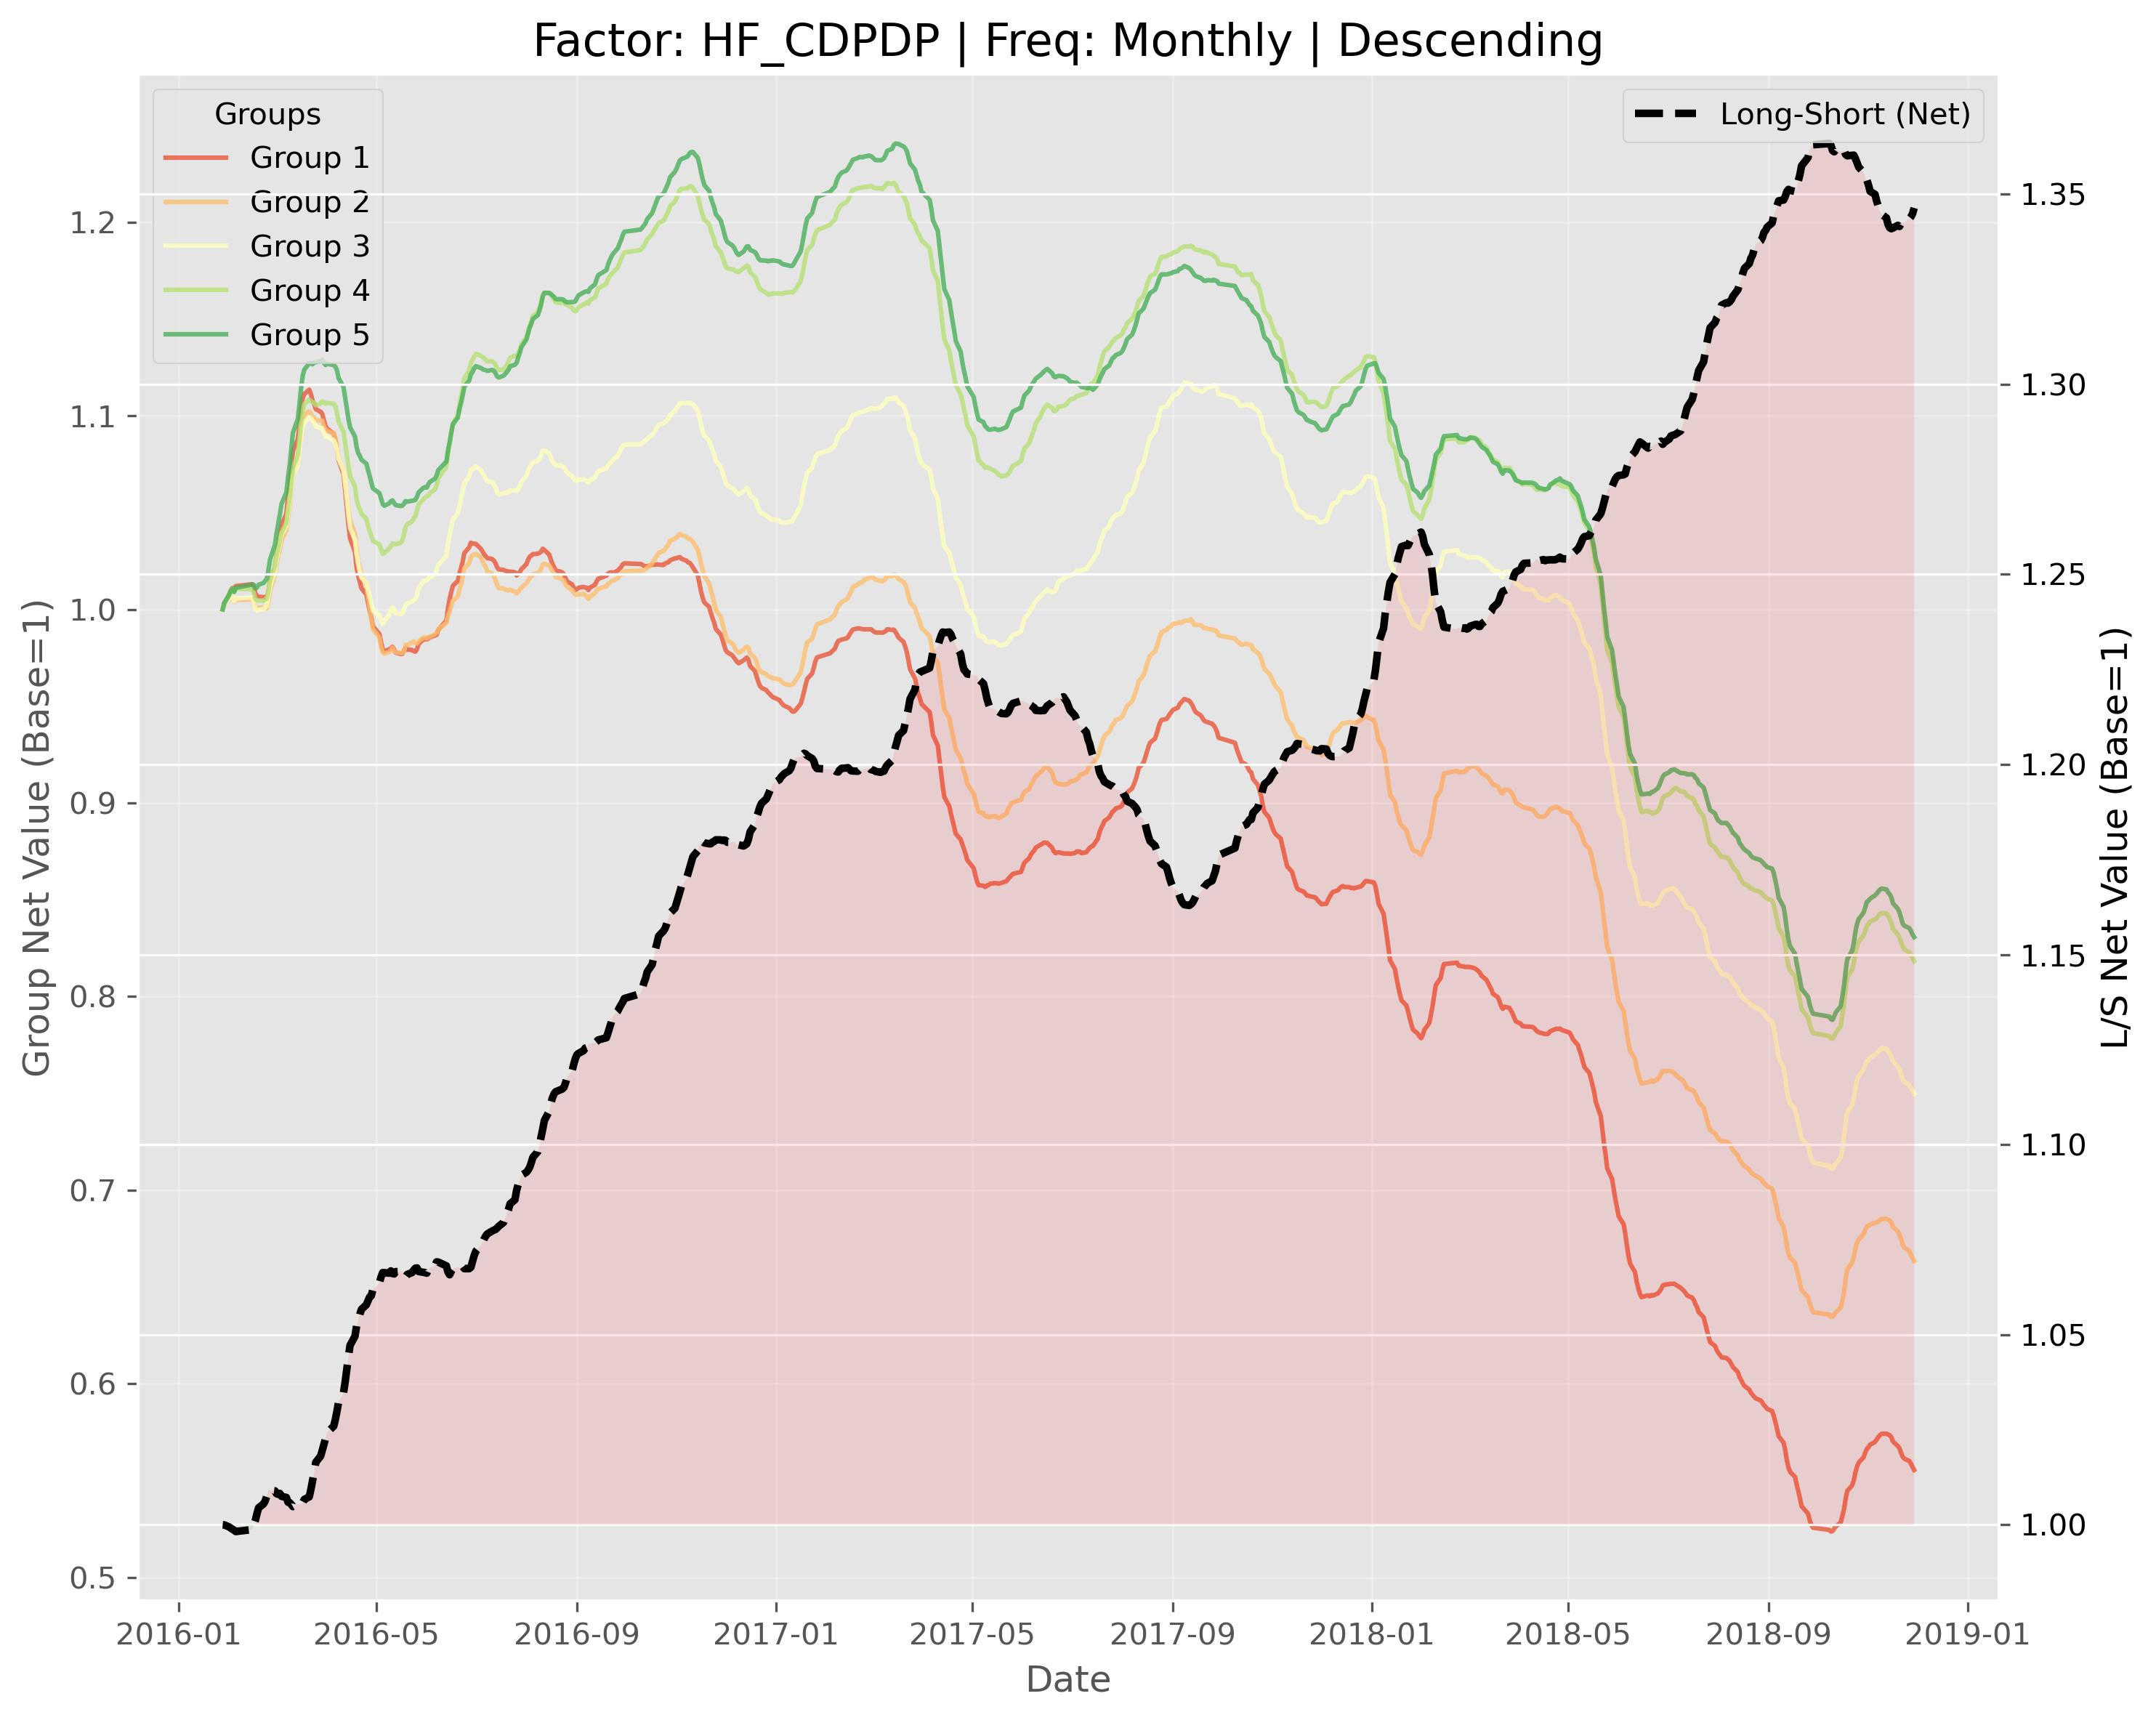 Factor: HF_CDPDP | Freq: Monthly | Descending
Groups
Group 1
Group 2
Group 3
Group 4
Group 5
Long-Short (Net)
Group Net Value (Base=1)
1.2
1.1
1.0
0.9
0.8
0.7
0.6
0.5
L/S Net Value (Base=1)
1.35
1.30
1.25
1.20
1.15
1.10
1.05
1.00
2016-01
2016-05
2016-09
2017-01
2017-05
2017-09
2018-01
2018-05
2018-09
2019-01
Date